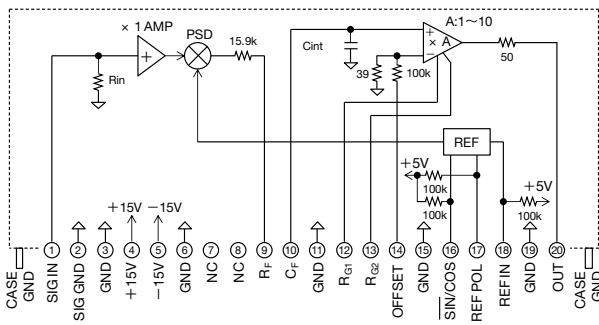 × 1 AMP
PSD
15.9k
Rin
Cint
A:1～10
× A
39
100k
50
REF
+5V
100k
100k
+5V
100k
+15V
−15V
1
2
3
4
5
6
7
8
9
10
11
12
13
14
15
16
17
18
19
20
CASE
GND
SIG IN
SIG GND
GND
+15V
−15V
GND
NC
NC
RF
CF
GND
RG1
RG2
OFFSET
GND
SIN/COS
REF POL
REF IN
GND
OUT
CASE
GND